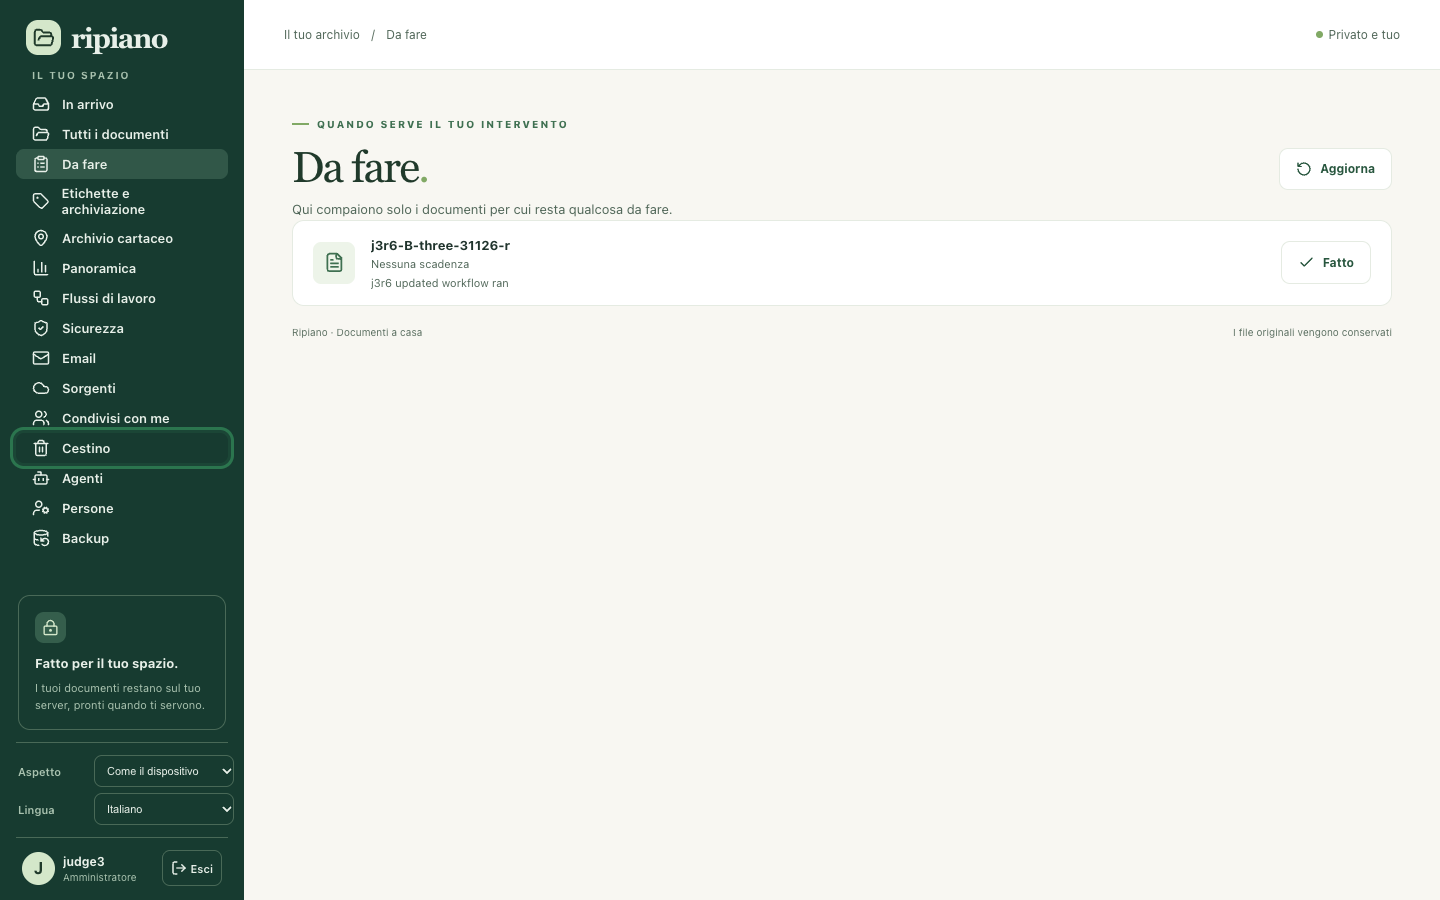 ripiano
IL TUO SPAZIO
In arrivo
Tutti i documenti
Da fare
Etichette e
archiviazione
Archivio cartaceo
Panoramica
Flussi di lavoro
Sicurezza
Email
Sorgenti
Condivisi con me
Cestino
Agenti
Persone
Backup
Fatto per il tuo spazio.
I tuoi documenti restano sul tuo
server, pronti quando ti servono.
Aspetto
Come il dispositivo
Lingua
Italiano
J
judge3
Amministratore
Esci
Il tuo archivio / Da fare
Privato e tuo
QUANDO SERVE IL TUO INTERVENTO
Da fare.
Aggiorna
Qui compaiono solo i documenti per cui resta qualcosa da fare.
j3r6-B-three-31126-r
Nessuna scadenza
j3r6 updated workflow ran
Fatto
Ripiano · Documenti a casa
I file originali vengono conservati